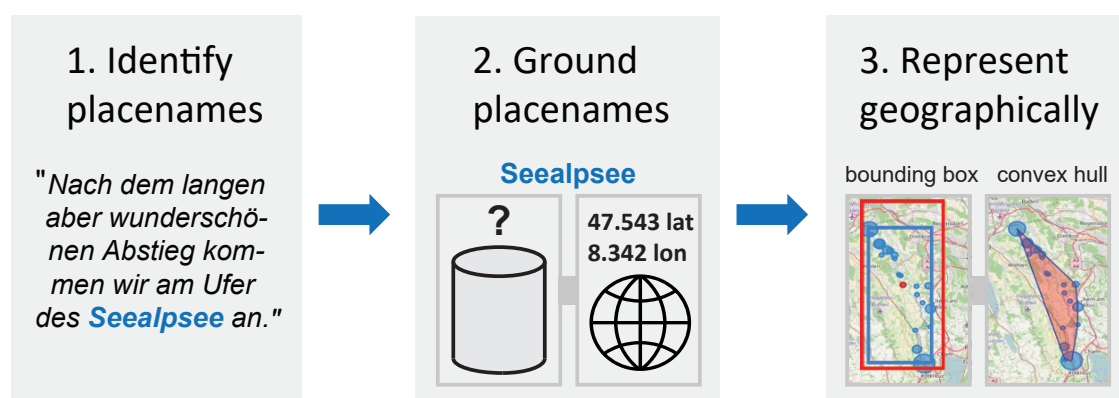 1. Identify
placenames
"Nach dem langen
aber wunderschö-
nen Abstieg kom-
men wir am Ufer
des Seealpsee an."
2. Ground
placenames
Seealpsee
?
47.543 lat
8.342 lon
3. Represent
geographically
bounding box
convex hull